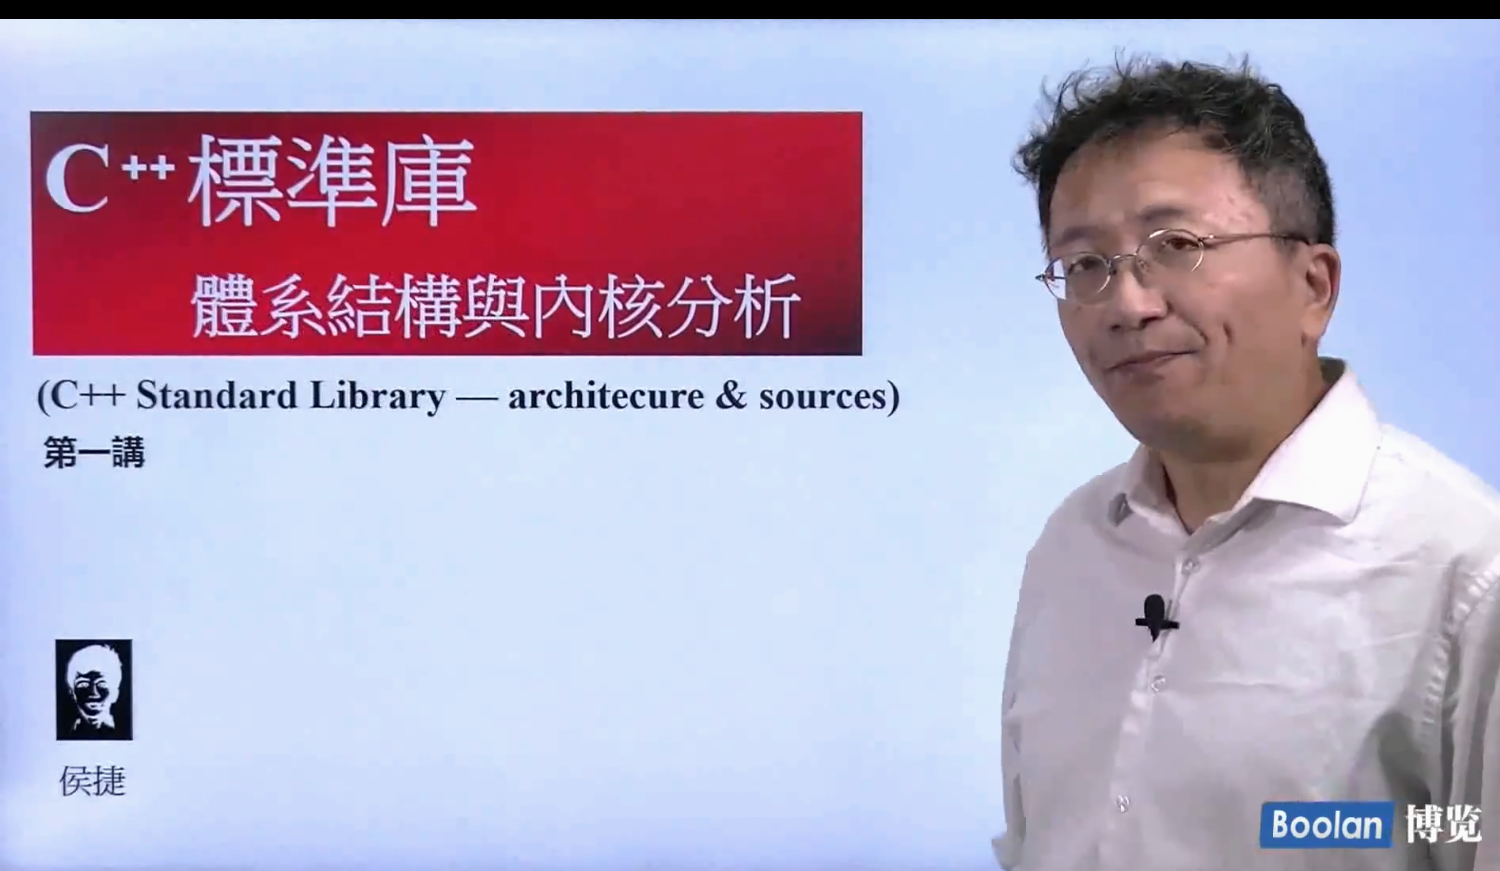 C++標準庫
體系結構與內核分析
(C++ Standard Library — architecure & sources)
第一講
侯捷
Boolan 博览